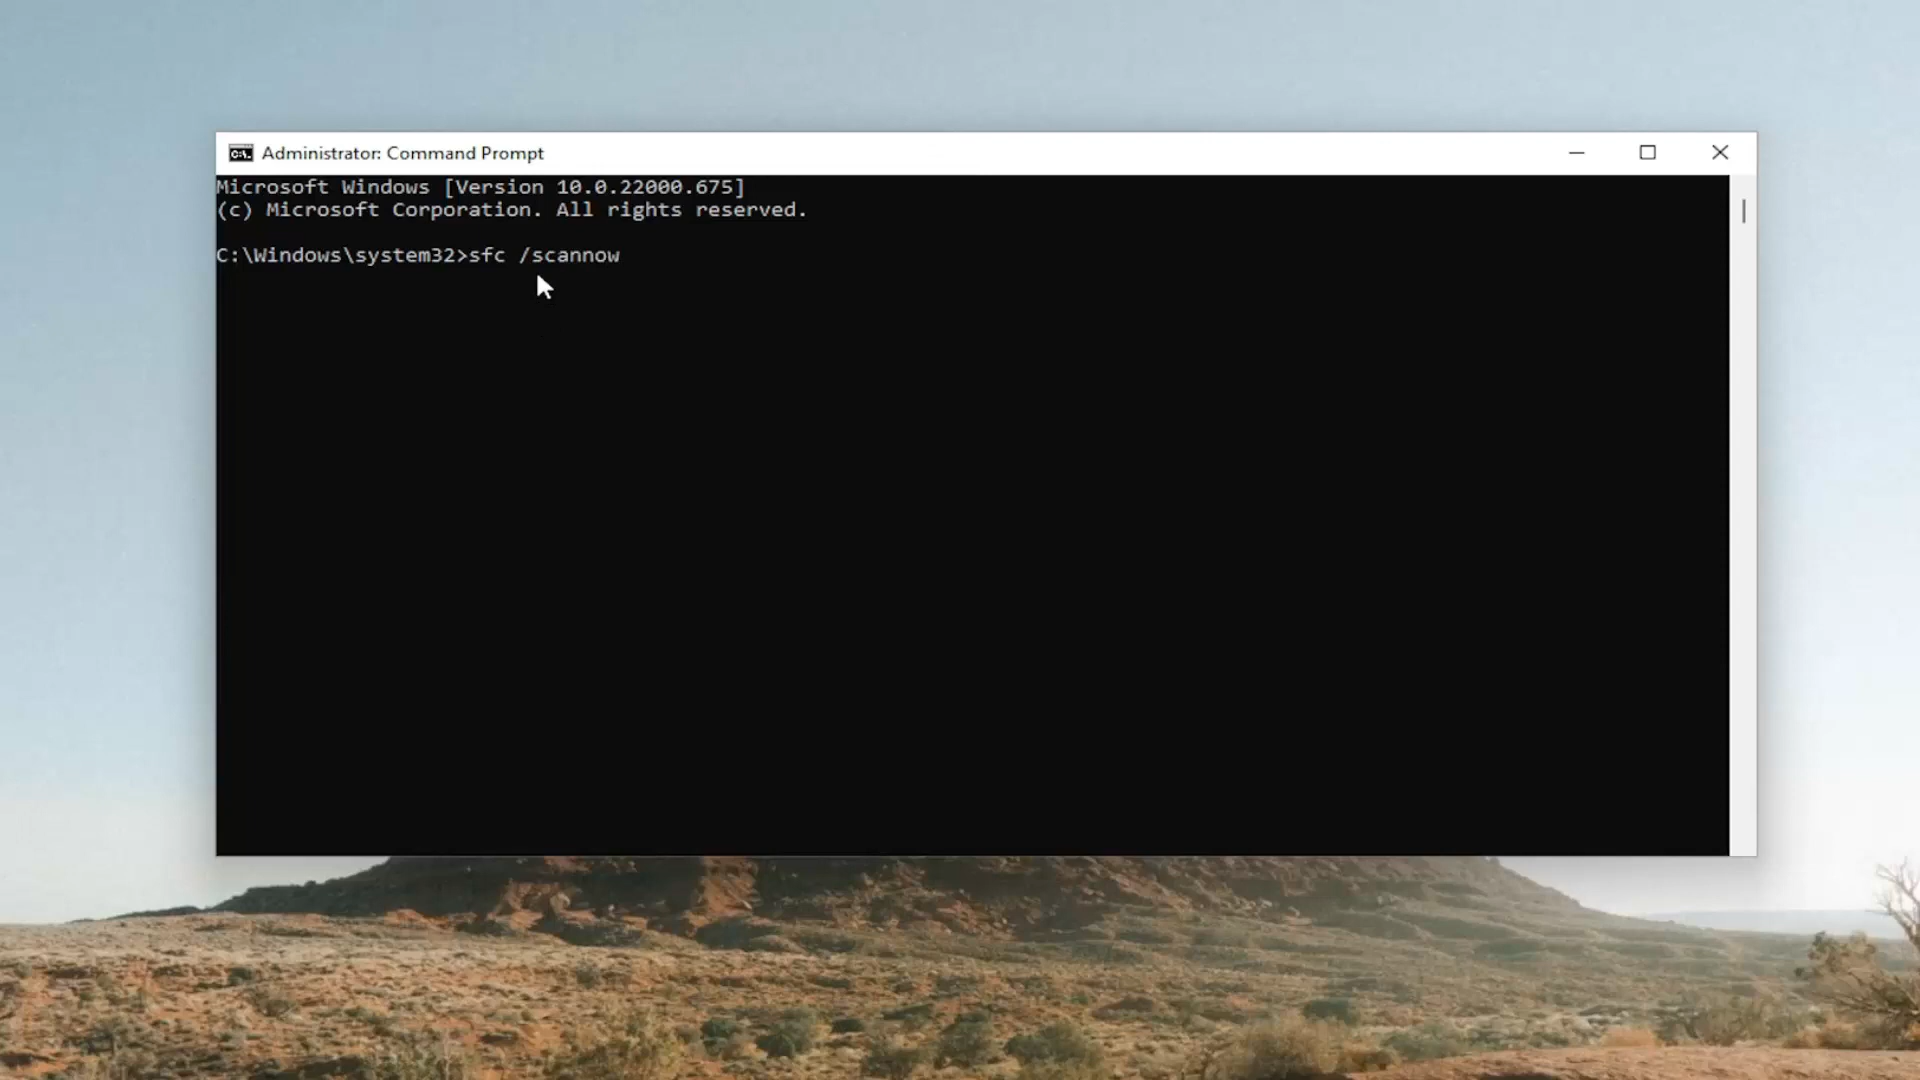 Administrator: Command Prompt
Microsoft Windows [Version 10.0.22000.675]
(c) Microsoft Corporation. All rights reserved.
C:\Windows\system32>sfc /scannow